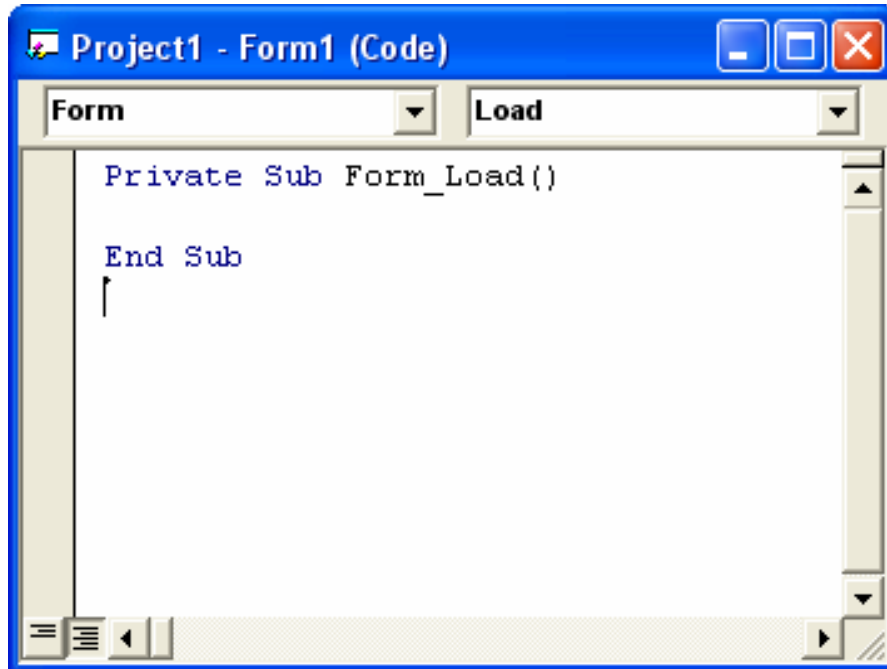 Project1 - Form1 (Code)
Form Load
Private Sub Form_Load()
End Sub